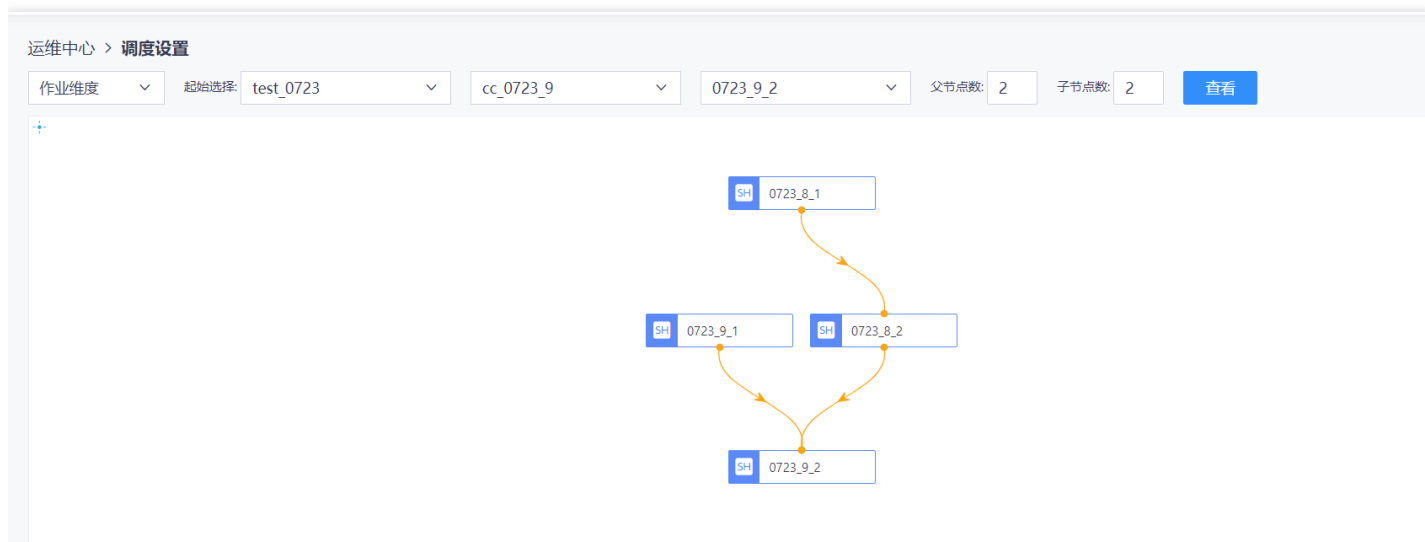 运维中心 > 调度设置
作业维度 起始选择: test_0723 cc_0723_9 0723_9_2 父节点数: 2 子节点数: 2 查看
SH 0723_8_1
SH 0723_9_1 SH 0723_8_2
SH 0723_9_2